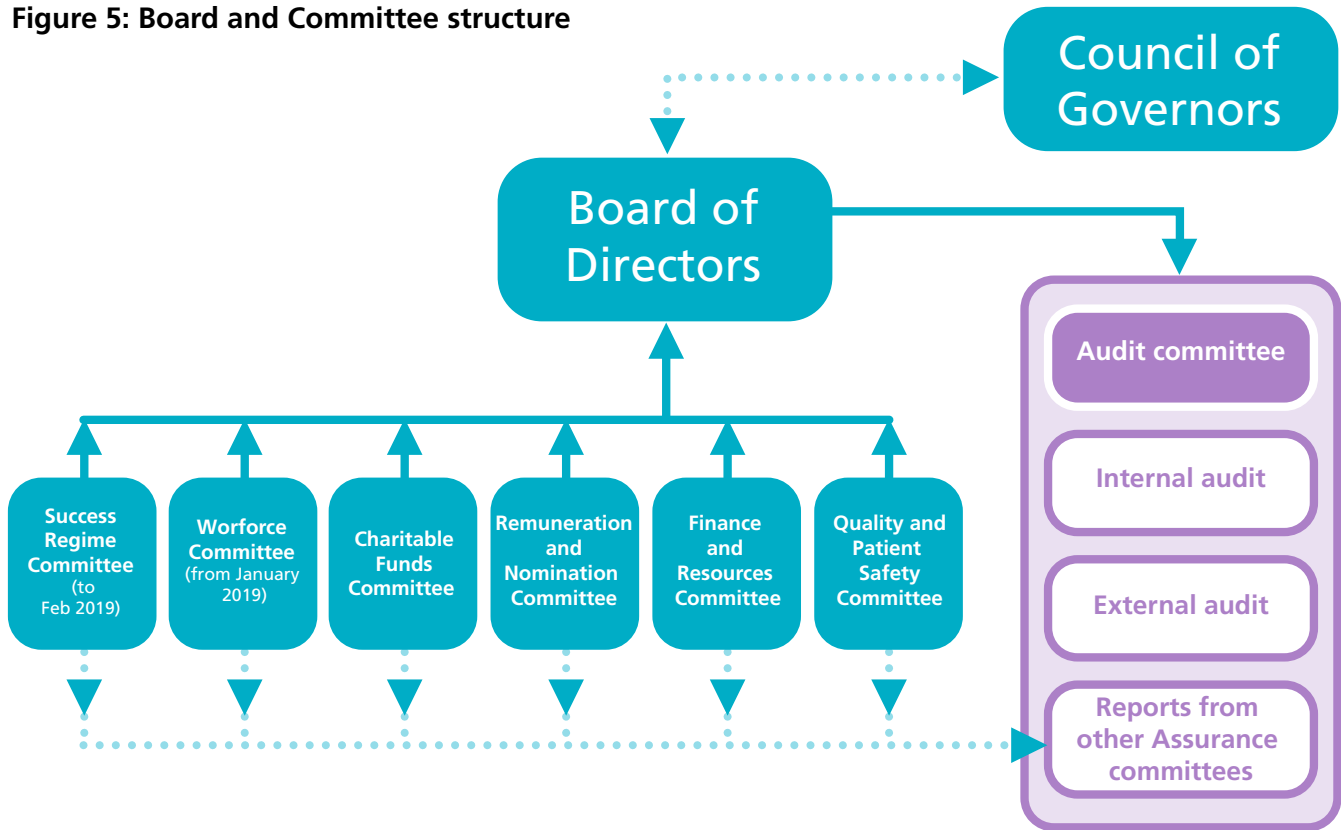 Figure 5: Board and Committee structure
Council of
Governors
Board of
Directors
Audit committee
Internal audit
External audit
Reports from
other Assurance
committees
Success
Regime
Committee
(to
Feb 2019)
Worforce
Committee
(from January
2019)
Charitable
Funds
Committee
Remuneration
and
Nomination
Committee
Finance
and
Resources
Committee
Quality and
Patient
Safety
Committee